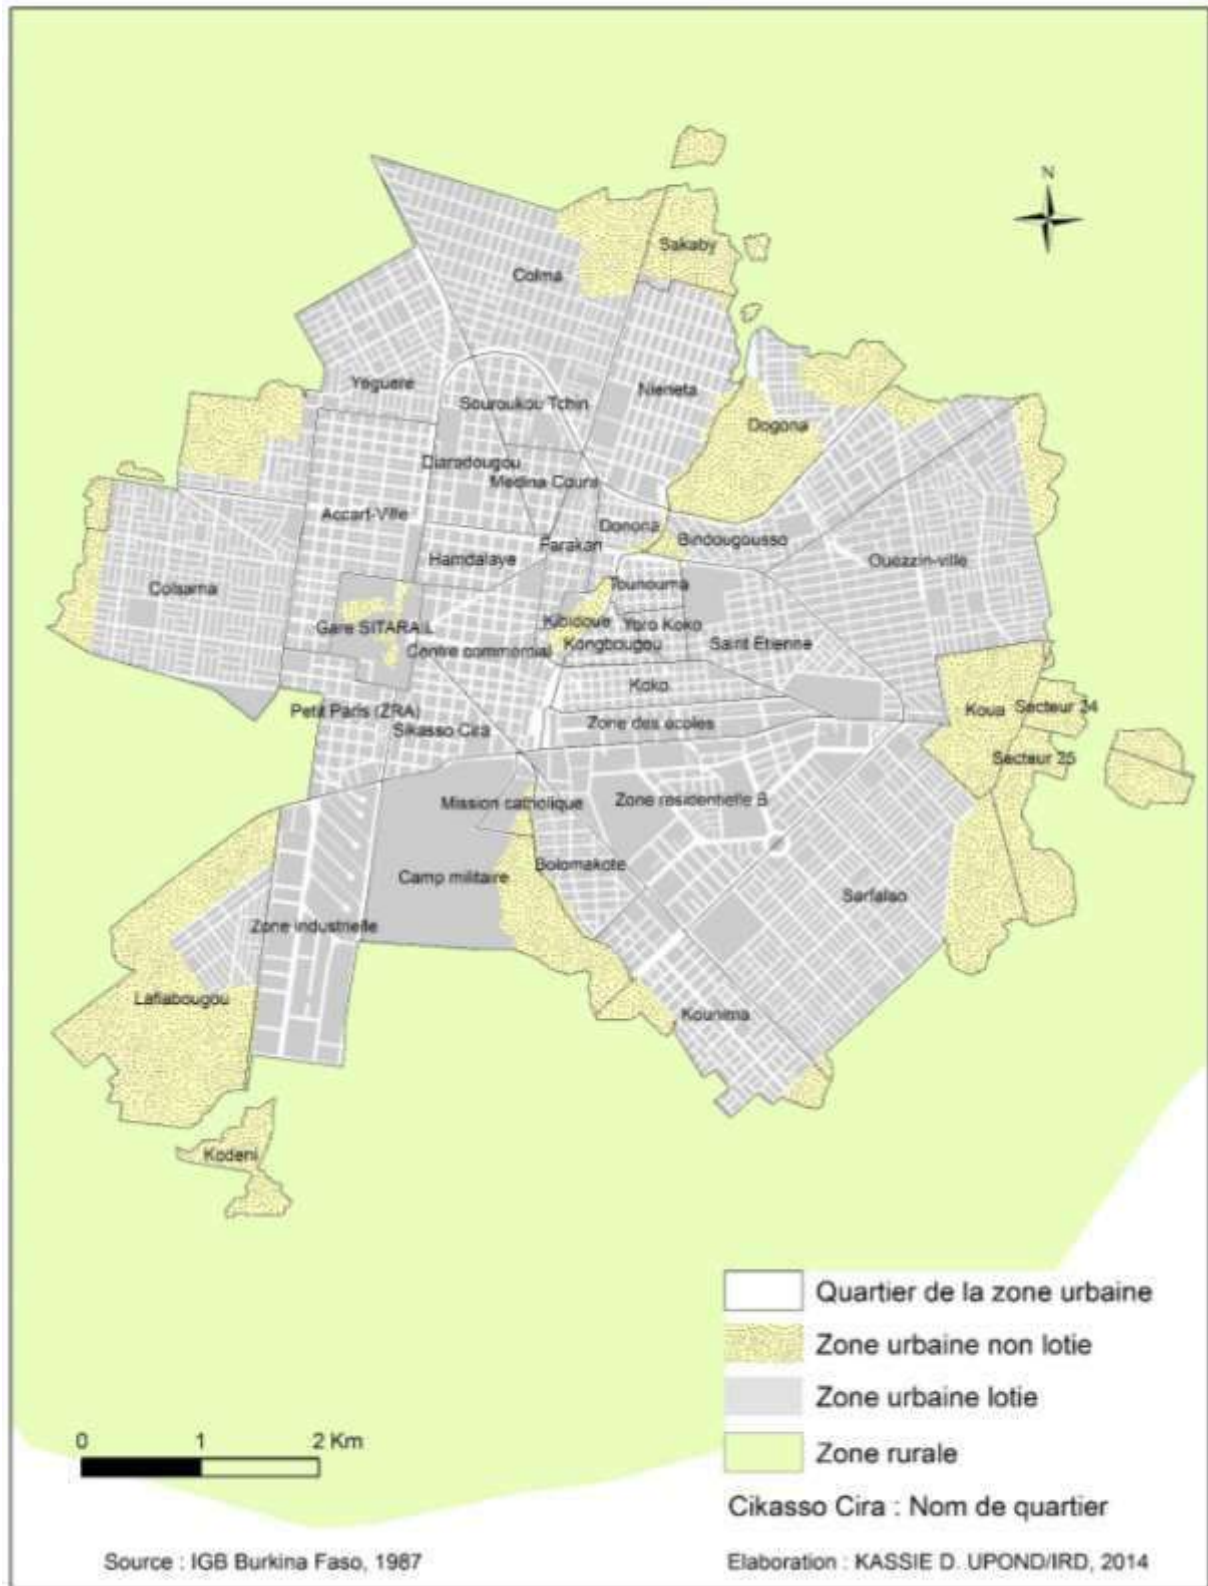 N
Sakaby
Colma
Yeguere
Nieneta
Souroukou Tchin
Dogona
Diaradougou
Medina Coura
Accart-Ville
Donona
Bindougousso
Farakan
Hamdalaye
Ouezzin-ville
Tounouma
Colsama
Kibidoue
Yoro Koko
Gare SITARAIL
Kongbougou
Saint Etienne
Centre commercial
Koko
Petit Paris (ZRA)
Koua
Secteur 24
Sikasso Cira
Zone des écoles
Secteur 25
Mission catholique
Zone residentielle B
Bolomakote
Camp militaire
Sarfalao
Zone industrielle
Lafiabougou
Kounima
Kodeni
Quartier de la zone urbaine
Zone urbaine non lotie
Zone urbaine lotie
Zone rurale
Cikasso Cira : Nom de quartier
0 1 2 Km
Source : IGB Burkina Faso, 1987
Elaboration : KASSIE D. UPOND/IRD, 2014